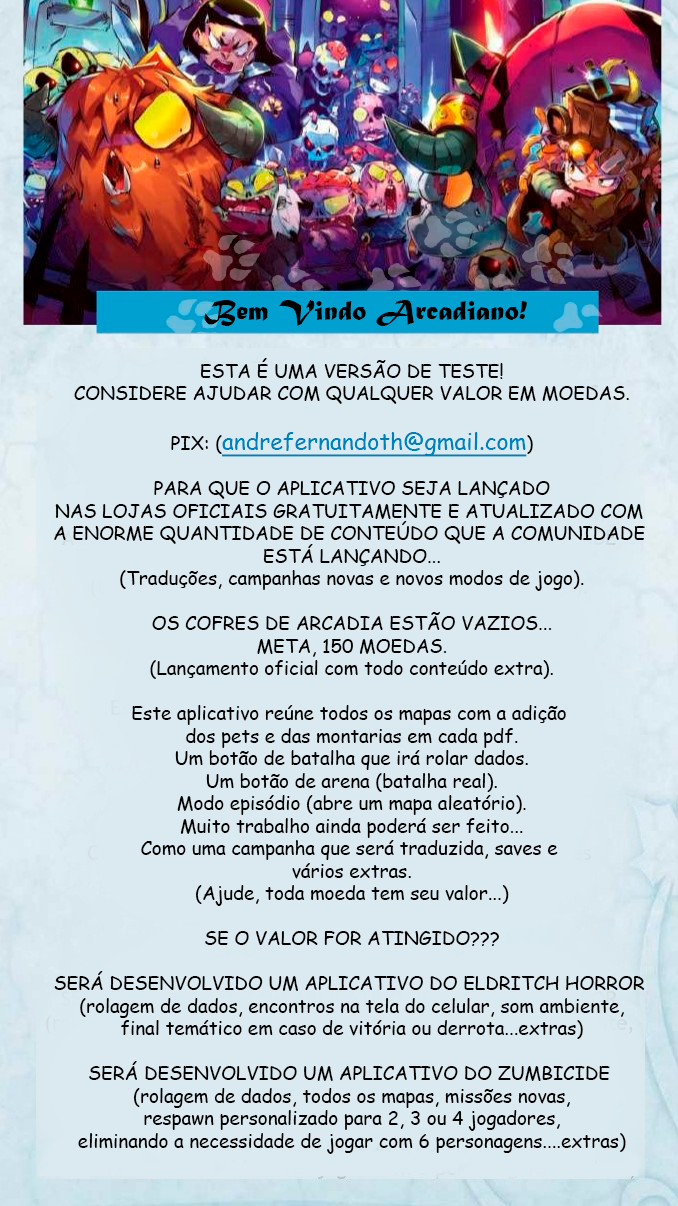 Bem Vindo Arcadiano!
ESTA É UMA VERSÃO DE TESTE!
CONSIDERE AJUDAR COM QUALQUER VALOR EM MOEDAS.
PIX: (andrefernandoth@gmail.com)
PARA QUE O APLICATIVO SEJA LANÇADO
NAS LOJAS OFICIAIS GRATUITAMENTE E ATUALIZADO COM
A ENORME QUANTIDADE DE CONTEÚDO QUE A COMUNIDADE
ESTÁ LANÇANDO...
(Traduções, campanhas novas e novos modos de jogo).
OS COFRES DE ARCADIA ESTÃO VAZIOS...
META, 150 MOEDAS.
(Lançamento oficial com todo conteúdo extra).
Este aplicativo reúne todos os mapas com a adição
dos pets e das montarias em cada pdf.
Um botão de batalha que irá rolar dados.
Um botão de arena (batalha real).
Modo episódio (abre um mapa aleatório).
Muito trabalho ainda poderá ser feito...
Como uma campanha que será traduzida, saves e
vários extras.
(Ajude, toda moeda tem seu valor...)
SE O VALOR FOR ATINGIDO???
SERÁ DESENVOLVIDO UM APLICATIVO DO ELDRITCH HORROR
(rolagem de dados, encontros na tela do celular, som ambiente,
final temático em caso de vitória ou derrota...extras)
SERÁ DESENVOLVIDO UM APLICATIVO DO ZUMBICIDE
(rolagem de dados, todos os mapas, missões novas,
respawn personalizado para 2, 3 ou 4 jogadores,
eliminando a necessidade de jogar com 6 personagens....extras)